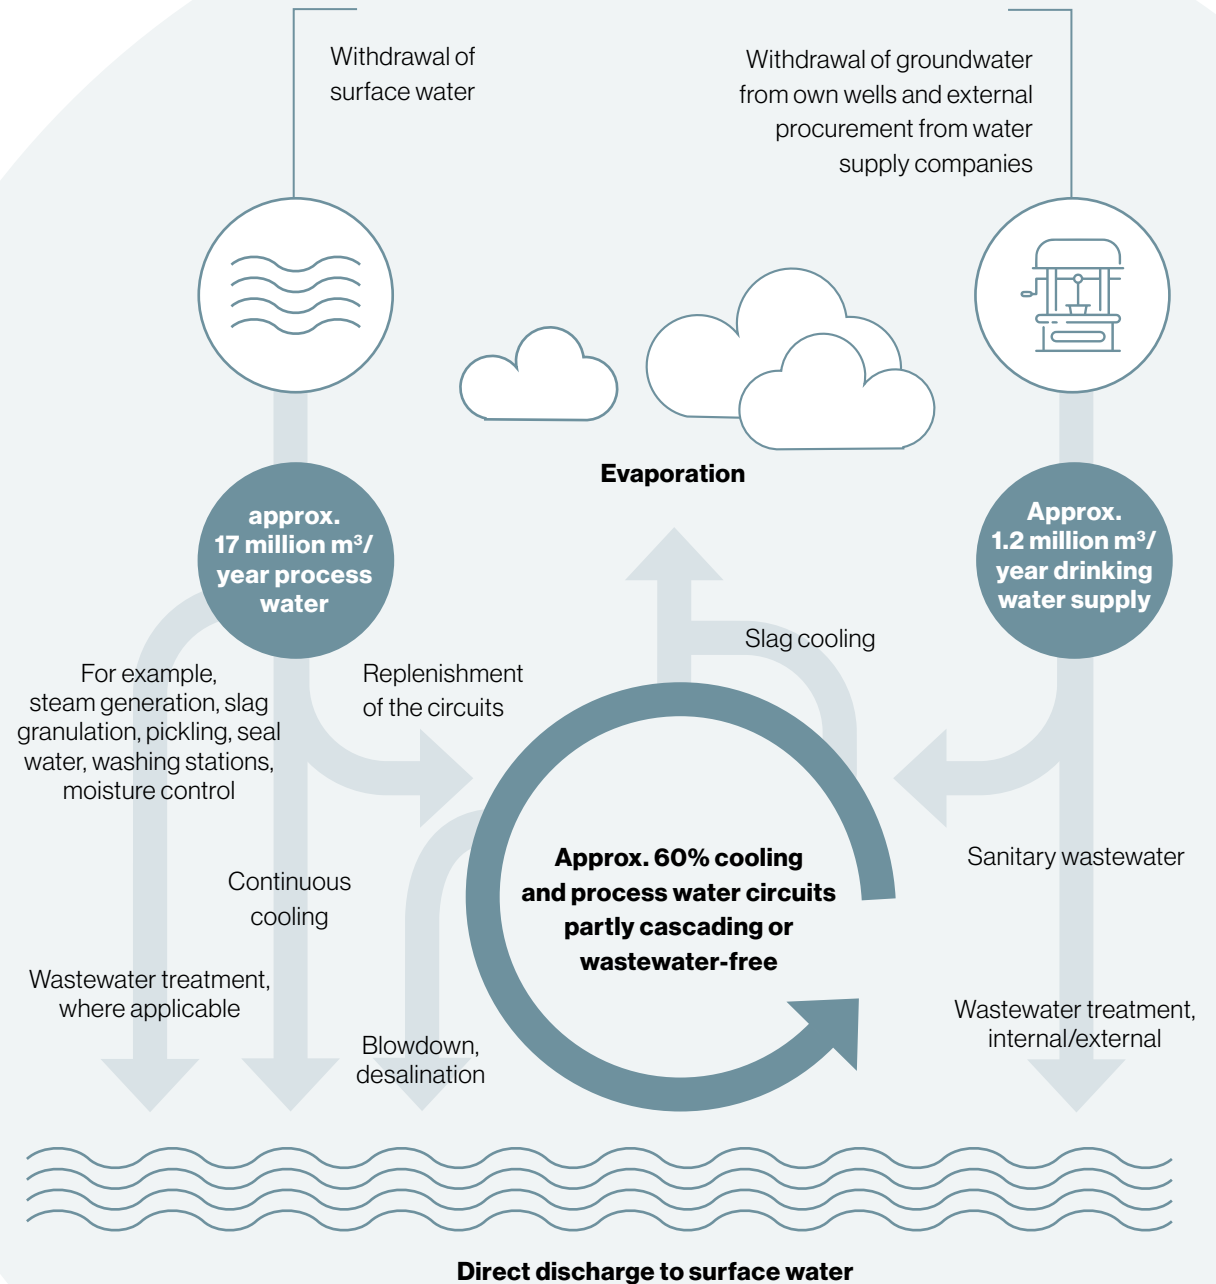 Withdrawal of
surface water
Withdrawal of groundwater
from own wells and external
procurement from water
supply companies
Evaporation
approx.
17 million m³/
year process
water
Approx.
1.2 million m³/
year drinking
water supply
Slag cooling
For example,
steam generation, slag
granulation, pickling, seal
water, washing stations,
moisture control
Replenishment
of the circuits
Approx. 60% cooling
and process water circuits
partly cascading or
wastewater-free
Sanitary wastewater
Continuous
cooling
Wastewater treatment,
where applicable
Wastewater treatment,
internal/external
Blowdown,
desalination
Direct discharge to surface water